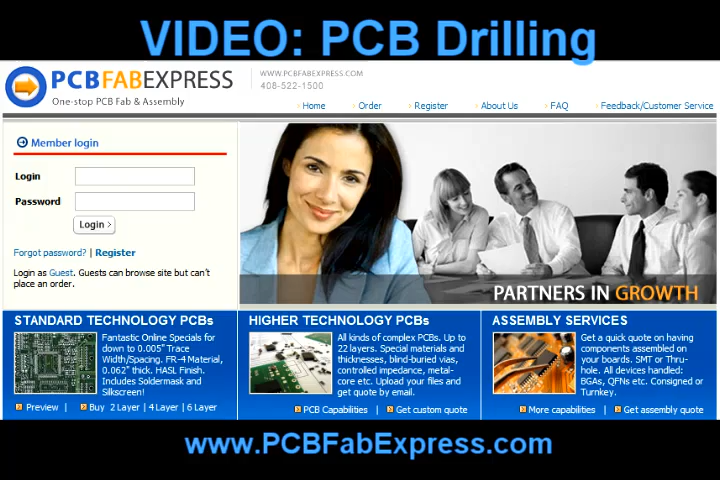 VIDEO: PCB Drilling
PCBFABEXPRESS
One-stop PCB Fab & Assembly
WWW.PCBFABEXPRESS.COM
408-522-1500
Home Order Register About Us FAQ Feedback/Customer Service
Member login
Login
Password
Login
Forgot password? | Register
Login as Guest. Guests can browse site but can't
place an order.
PARTNERS IN GROWTH
STANDARD TECHNOLOGY PCBs
Fantastic Online Specials for
down to 0.005" Trace
Width/Spacing. FR-4 Material,
0.062" thick. HASL Finish.
Includes Soldermask and
Silkscreen!
Preview | Buy 2 Layer | 4 Layer | 6 Layer
HIGHER TECHNOLOGY PCBs
All kinds of complex PCBs. Up to
22 layers. Special materials and
thicknesses, blind-buried vias,
controlled impedance, metal-
core etc. Upload your files and
get quote by email.
PCB Capabilities | Get custom quote
ASSEMBLY SERVICES
Get a quick quote on having
components assembled on
your boards. SMT or Thru-
hole. All devices handled:
BGAs, QFNs etc. Consigned or
Turnkey.
More capabilities | Get assembly quote
www.PCBFabExpress.com